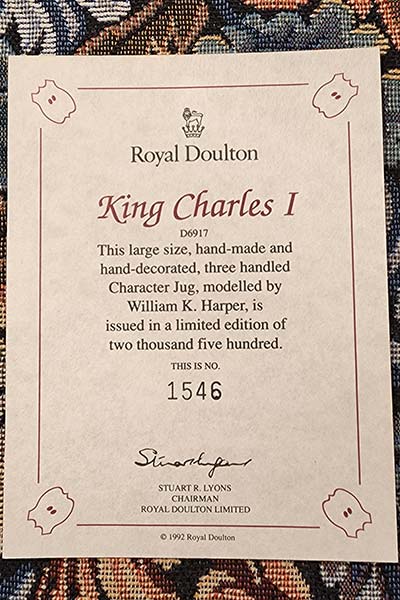 Royal Doulton
King Charles I
D6917
This large size, hand-made and
hand-decorated, three handled
Character Jug, modelled by
William K. Harper, is
issued in a limited edition of
two thousand five hundred.
THIS IS NO.
1546
Stuart Lyons
STUART R. LYONS
CHAIRMAN
ROYAL DOULTON LIMITED
© 1992 Royal Doulton